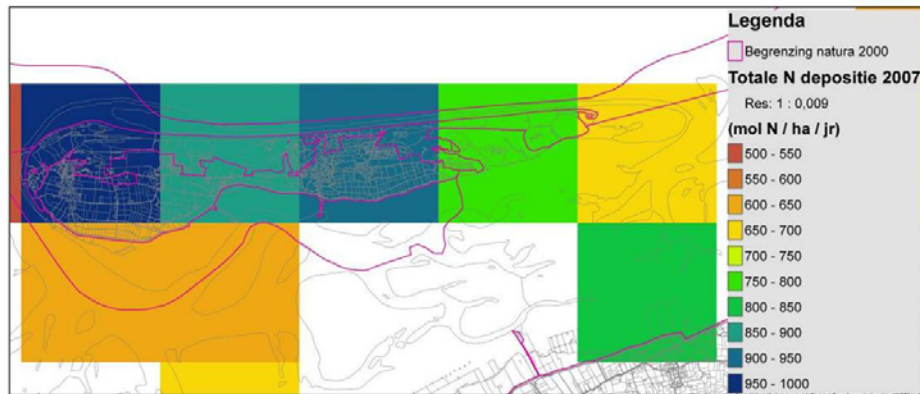 Legenda
Begrenzing natura 2000
Totale N depositie 2007
Res: 1 : 0,009
(mol N / ha / jr)
500 - 550
550 - 600
600 - 650
650 - 700
700 - 750
750 - 800
800 - 850
850 - 900
900 - 950
950 - 1000